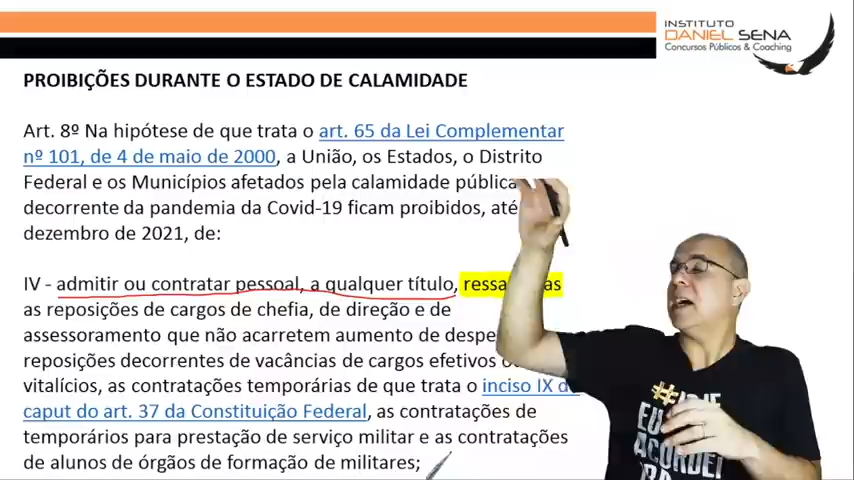 INSTITUTO
DANIEL SENA
Concursos Públicos & Coaching
PROIBIÇÕES DURANTE O ESTADO DE CALAMIDADE
Art. 8º Na hipótese de que trata o art. 65 da Lei Complementar
nº 101, de 4 de maio de 2000, a União, os Estados, o Distrito
Federal e os Municípios afetados pela calamidade pública
decorrente da pandemia da Covid-19 ficam proibidos, até
dezembro de 2021, de:
IV - admitir ou contratar pessoal, a qualquer título,
as reposições de cargos de chefia, de direção e de
assessoramento que não acarretem aumento de
reposições decorrentes de vacâncias de cargos efetivos
vitalícios, as contratações temporárias de que trata o inciso IX
caput do art. 37 da Constituição Federal, as contratações de
temporários para prestação de serviço militar e as contratações
de alunos de órgãos de formação de militares;
EU
ACORDEI